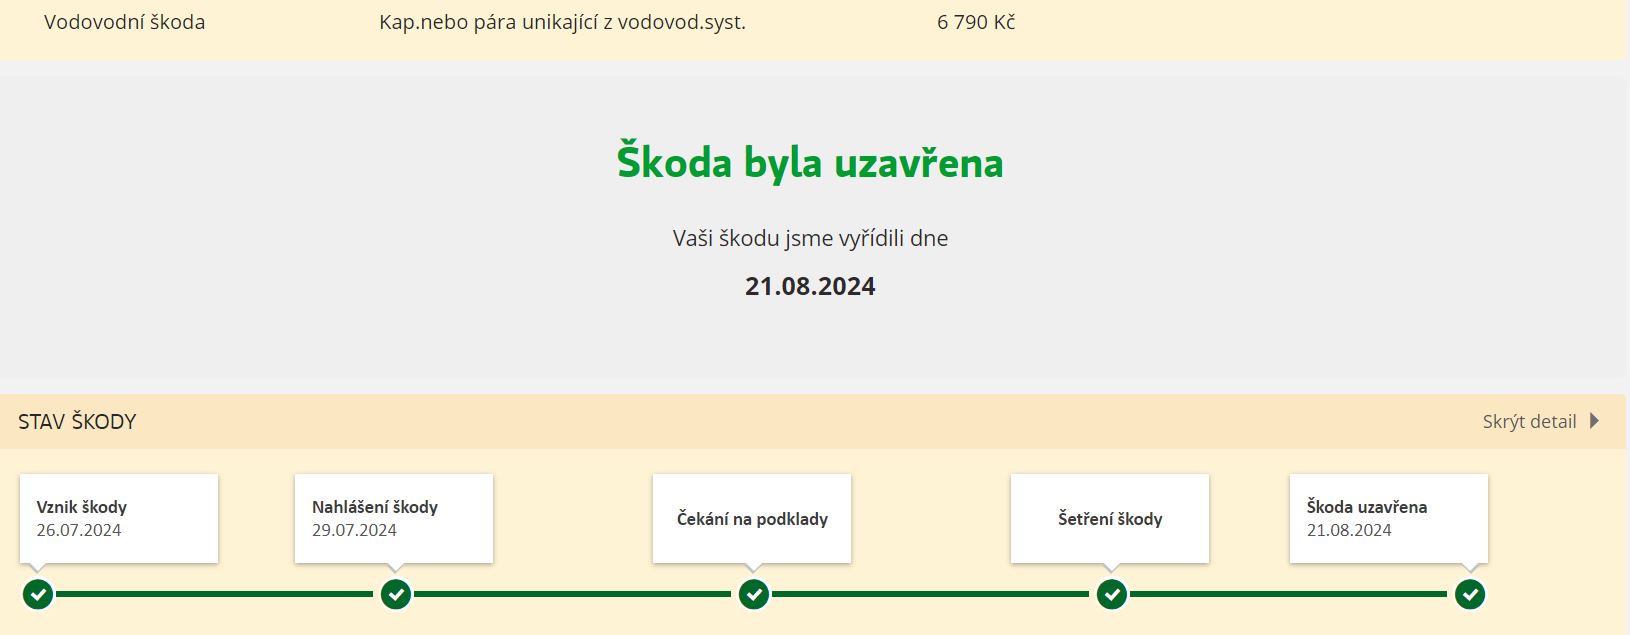 Vodovodní škoda Kap.nebo pára unikající z vodovod.syst. 6 790 Kč
Škoda byla uzavřena
Vaši škodu jsme vyřídili dne
21.08.2024
STAV ŠKODY Skrýt detail
Vznik škody
26.07.2024
Nahlášení škody
29.07.2024
Čekání na podklady
Šetření škody
Škoda uzavřena
21.08.2024